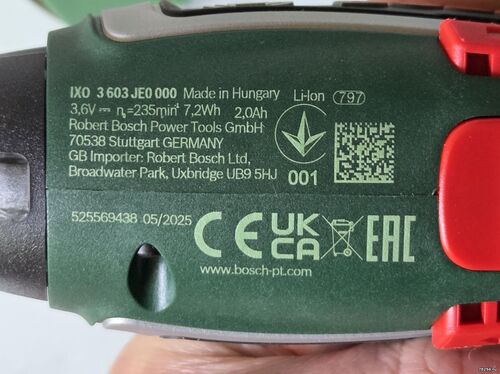 IXO 3 603 JE0 000 Made in Hungary Li-Ion 797
3,6V⎓ n₀=235min⁻¹ 7,2Wh 2,0Ah
Robert Bosch Power Tools GmbH
70538 Stuttgart GERMANY
GB Importer: Robert Bosch Ltd,
Broadwater Park, Uxbridge UB9 5HJ
001
525569438 05/2025
CE UK CA EAC
www.bosch-pt.com